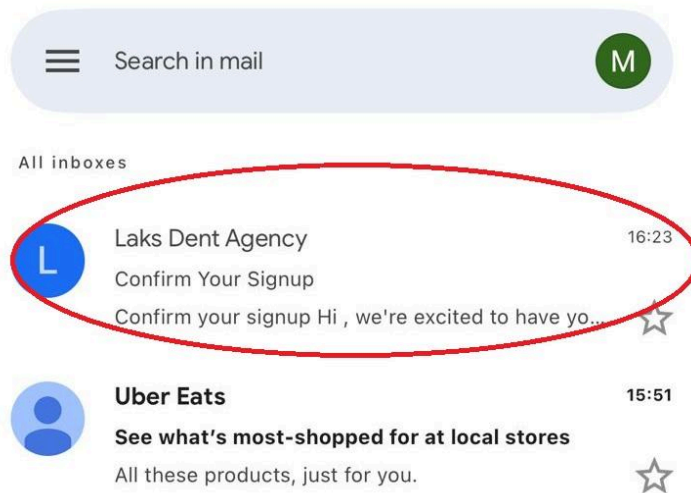 Search in mail
M
All inboxes
L
Laks Dent Agency
16:23
Confirm Your Signup
Confirm your signup Hi , we're excited to have yo...
Uber Eats
15:51
See what's most-shopped for at local stores
All these products, just for you.